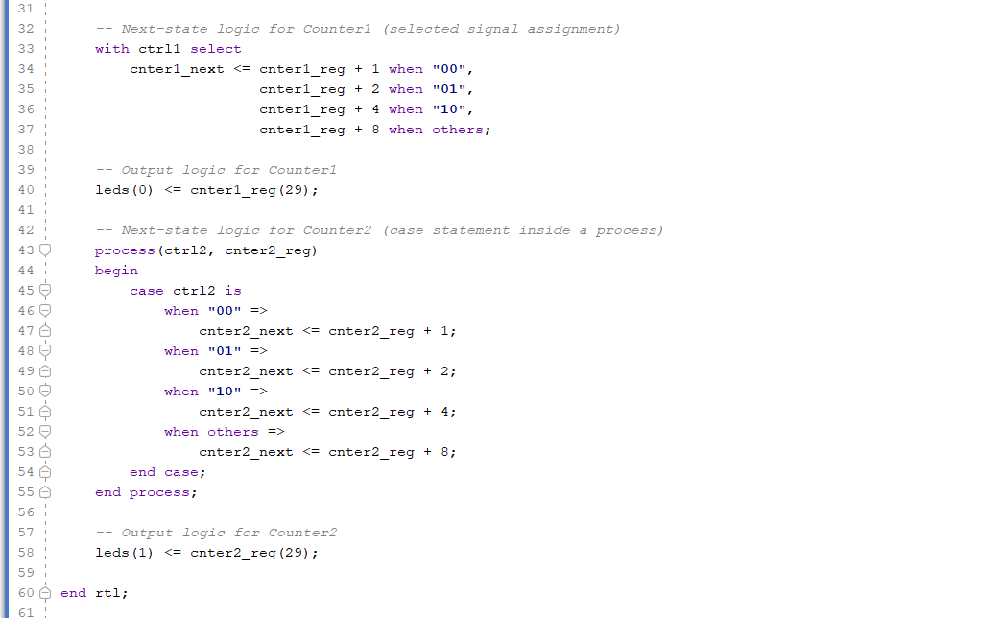 31
32 -- Next-state logic for Counter1 (selected signal assignment)
33 with ctrl1 select
34 cnter1_next <= cnter1_reg + 1 when "00",
35 cnter1_reg + 2 when "01",
36 cnter1_reg + 4 when "10",
37 cnter1_reg + 8 when others;
38
39 -- Output logic for Counter1
40 leds(0) <= cnter1_reg(29);
41
42 -- Next-state logic for Counter2 (case statement inside a process)
43 process(ctrl2, cnter2_reg)
44 begin
45 case ctrl2 is
46 when "00" =>
47 cnter2_next <= cnter2_reg + 1;
48 when "01" =>
49 cnter2_next <= cnter2_reg + 2;
50 when "10" =>
51 cnter2_next <= cnter2_reg + 4;
52 when others =>
53 cnter2_next <= cnter2_reg + 8;
54 end case;
55 end process;
56
57 -- Output logic for Counter2
58 leds(1) <= cnter2_reg(29);
59
60 end rtl;
61